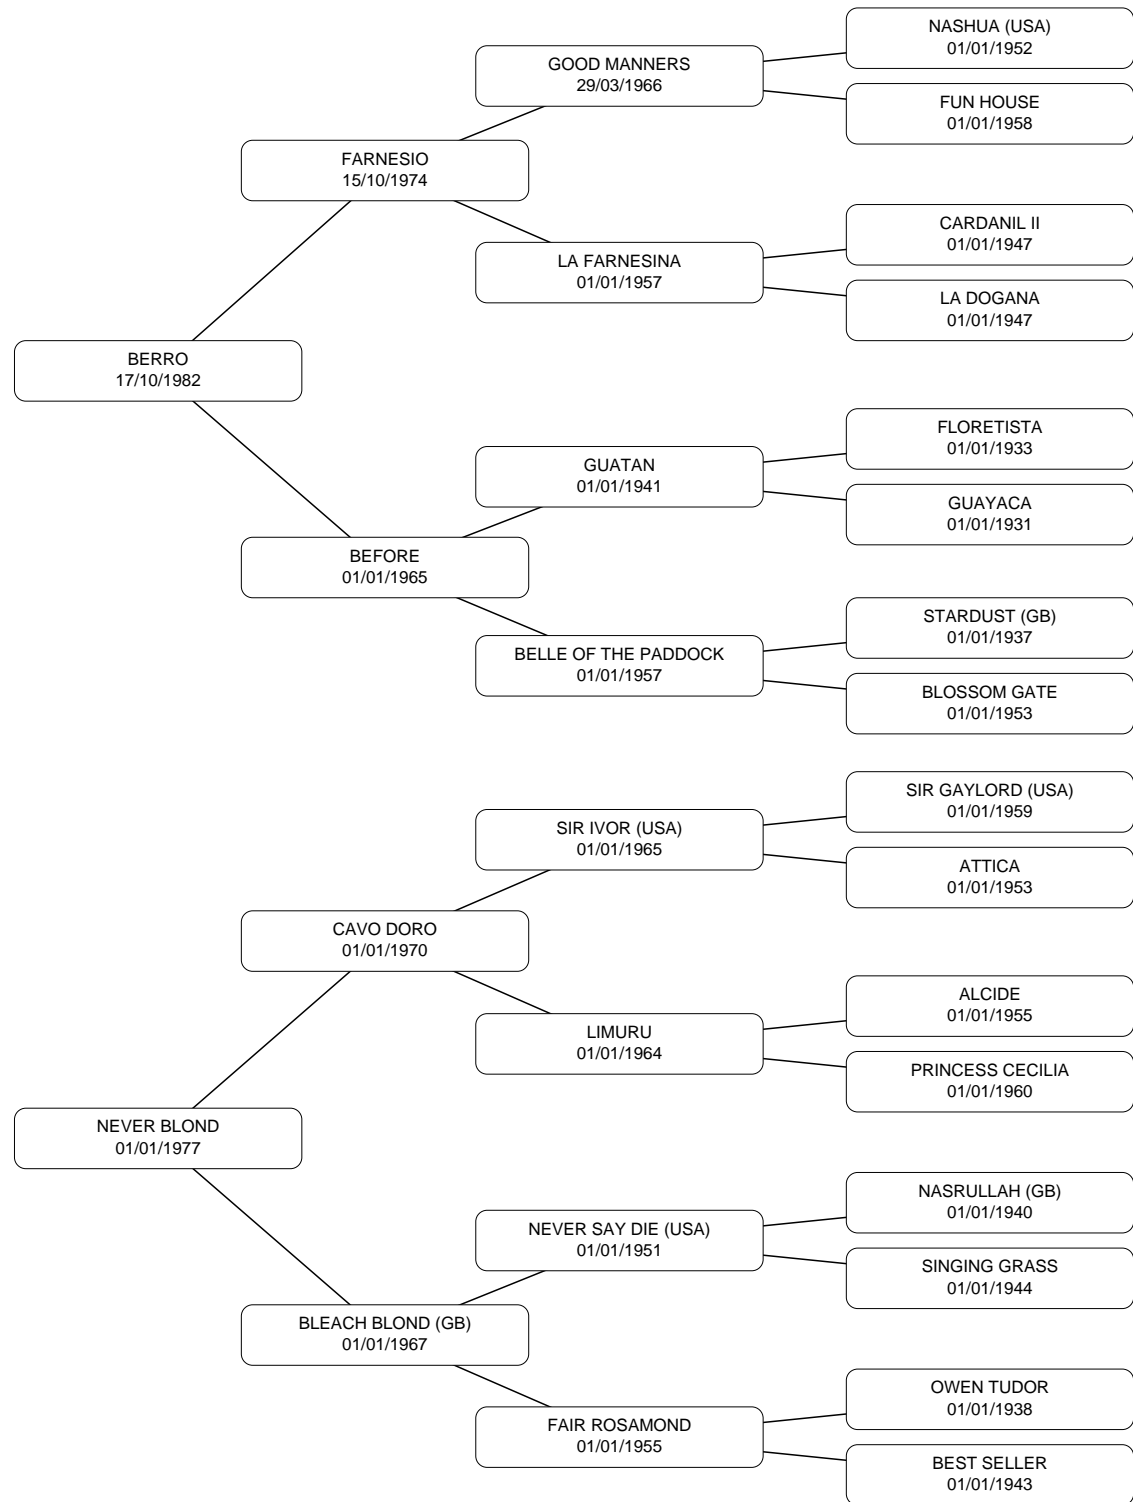 NASHUA (USA)
01/01/1952
GOOD MANNERS
29/03/1966
FUN HOUSE
01/01/1958
FARNESIO
15/10/1974
CARDANIL II
01/01/1947
LA FARNESINA
01/01/1957
LA DOGANA
01/01/1947
BERRO
17/10/1982
FLORETISTA
01/01/1933
GUATAN
01/01/1941
GUAYACA
01/01/1931
BEFORE
01/01/1965
STARDUST (GB)
01/01/1937
BELLE OF THE PADDOCK
01/01/1957
BLOSSOM GATE
01/01/1953
SIR GAYLORD (USA)
01/01/1959
SIR IVOR (USA)
01/01/1965
ATTICA
01/01/1953
CAVO DORO
01/01/1970
ALCIDE
01/01/1955
LIMURU
01/01/1964
PRINCESS CECILIA
01/01/1960
NEVER BLOND
01/01/1977
NASRULLAH (GB)
01/01/1940
NEVER SAY DIE (USA)
01/01/1951
SINGING GRASS
01/01/1944
BLEACH BLOND (GB)
01/01/1967
OWEN TUDOR
01/01/1938
FAIR ROSAMOND
01/01/1955
BEST SELLER
01/01/1943